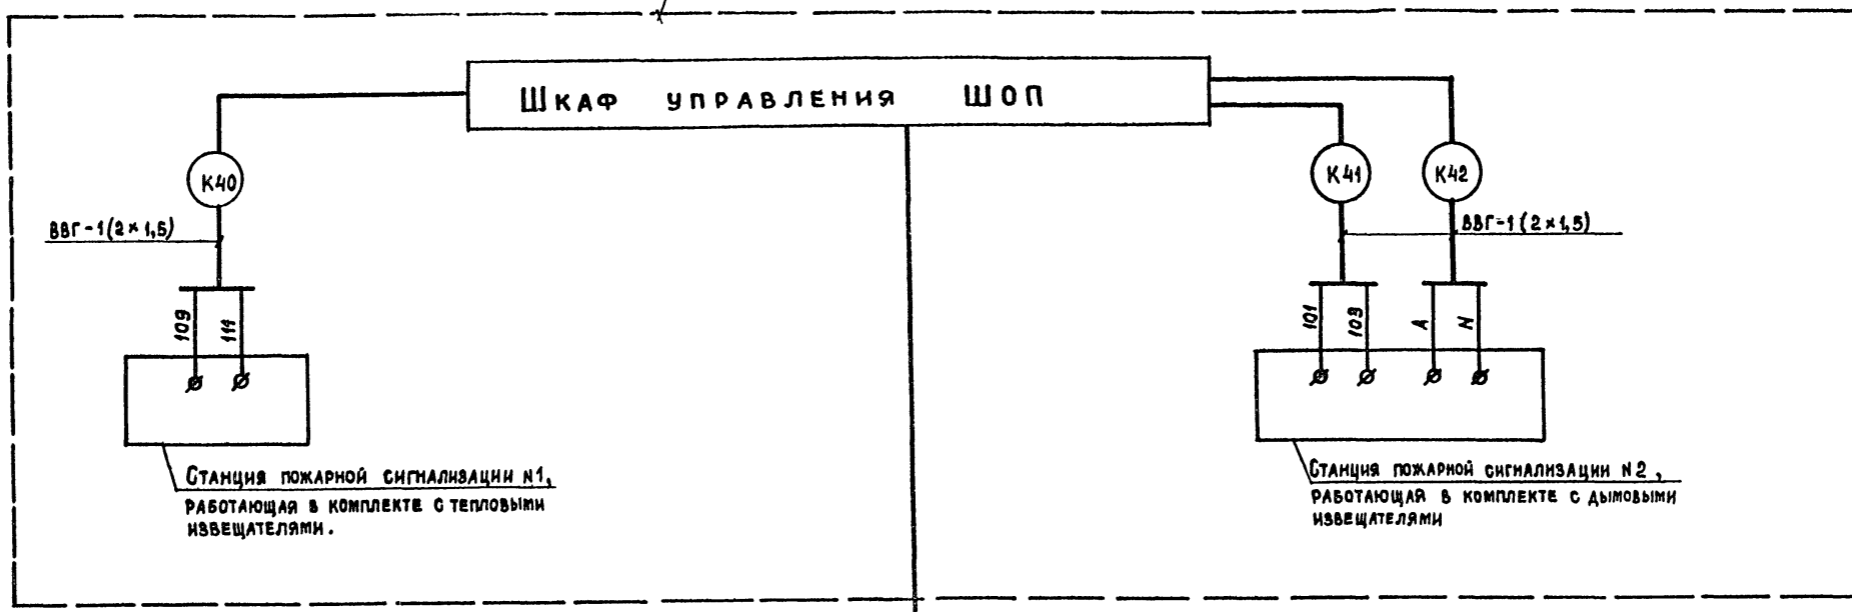 ШКАФ УПРАВЛЕНИЯ ШОП
К40
К41
К42
ВВГ-1(2×1,5)
ВВГ-1(2×1,5)
109
111
101
103
А
N
СТАНЦИЯ ПОЖАРНОЙ СИГНАЛИЗАЦИИ N1,
РАБОТАЮЩАЯ В КОМПЛЕКТЕ С ТЕПЛОВЫМИ
ИЗВЕЩАТЕЛЯМИ.
СТАНЦИЯ ПОЖАРНОЙ СИГНАЛИЗАЦИИ N2,
РАБОТАЮЩАЯ В КОМПЛЕКТЕ С ДЫМОВЫМИ
ИЗВЕЩАТЕЛЯМИ